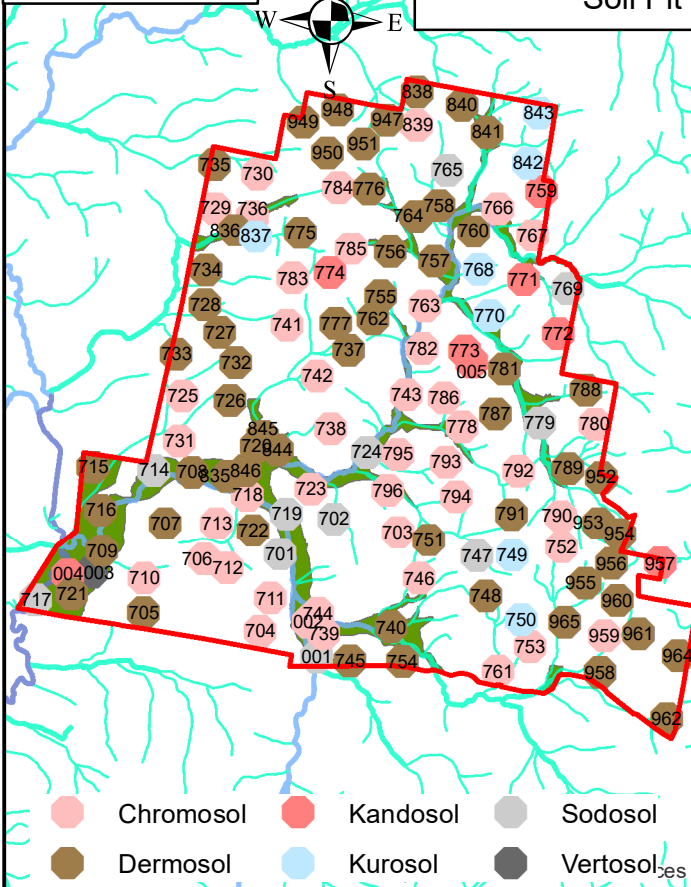 Soil Pit
W E
S
838
948 840 843
949 947 839 841
951
950 842
735 730 765
784 776 759
729 736 764 758 766
836 837 775 760 767
785 756 757
734 783 774 768 771 769
728 755 763 770
741 777 762 772
727 737 782 773
733 732 742 005 781
725 726 743 786 788
787 779 780
731 845 738 778
720 844 724 795
715 714 708 835 846 793 792 789 952
718 723 796 794
716 707 713 722 719 702 703 751 791 790 953 954
709 706 712 701 747 749 752 956 957
004 003 710 746 955
717 721 705 711 748 960
704 744 002 739 740 750 965 959 961
001 745 754 753 761 958 964
962
Chromosol Kandosol Sodosol
Dermosol Kurosol Vertosol
ces